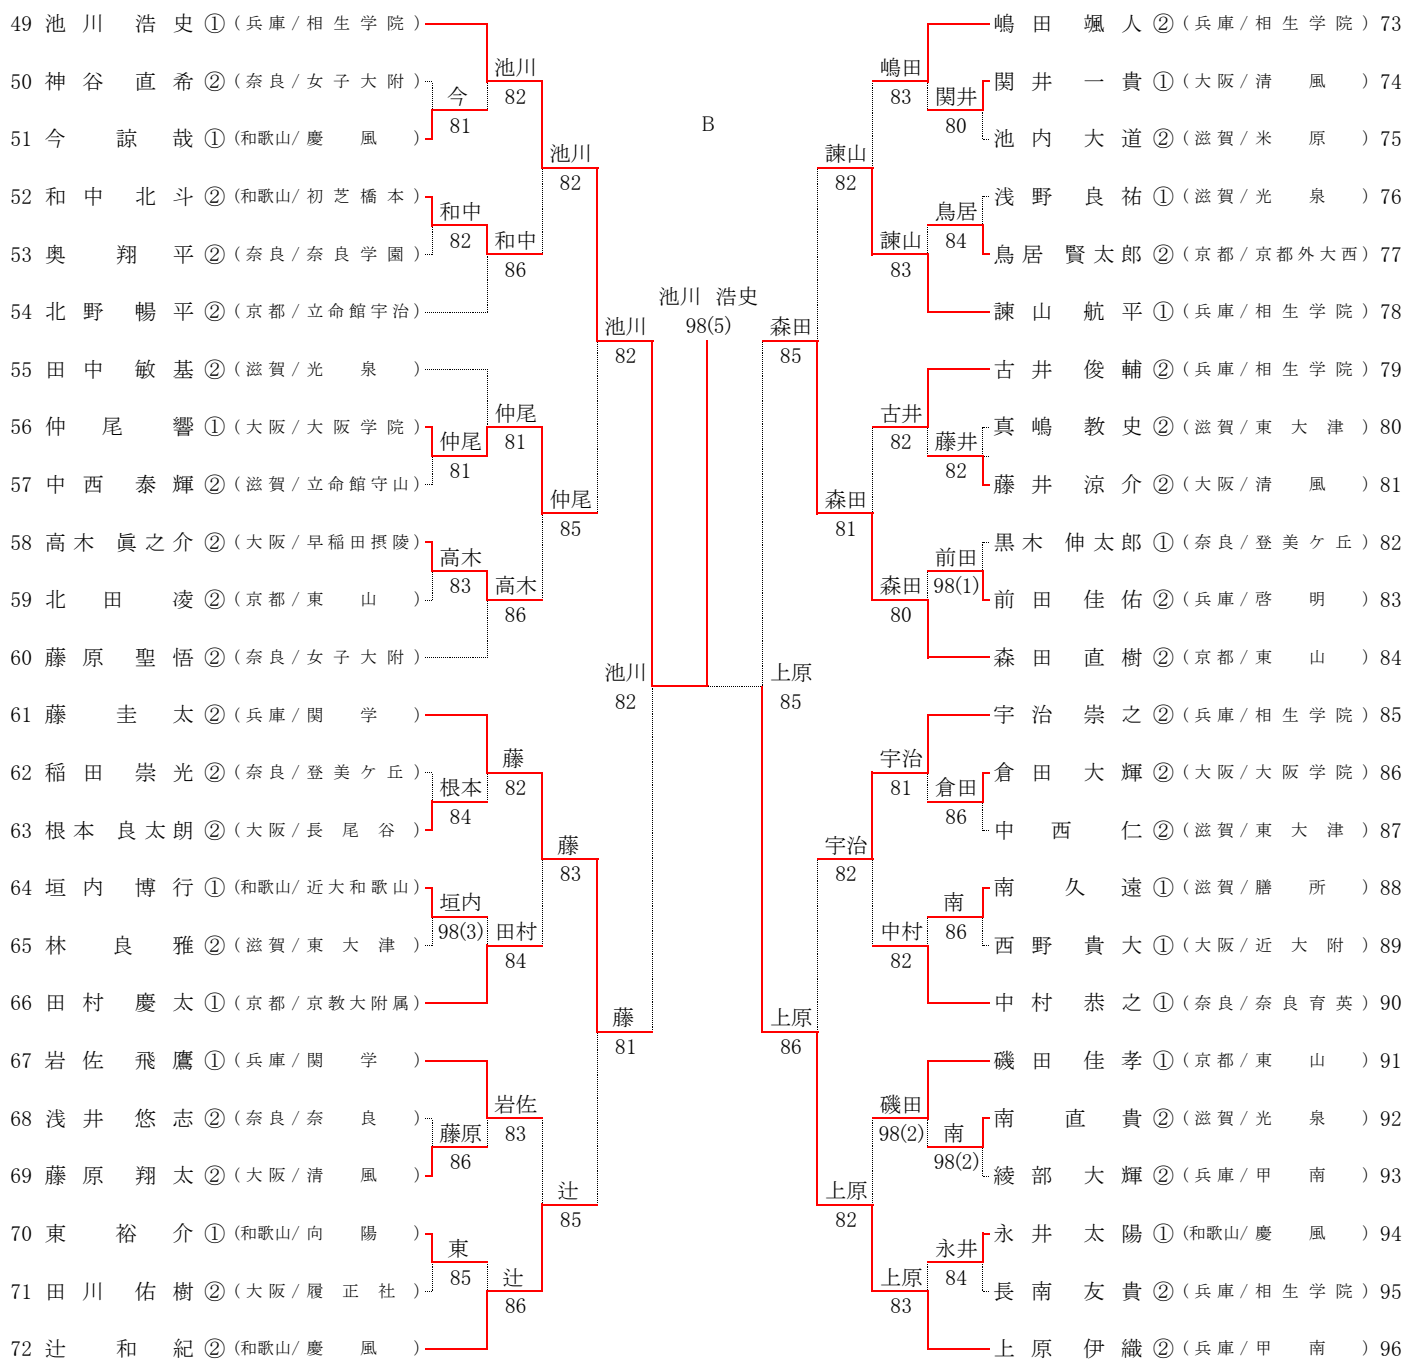 49 池川 浩史 ① (兵庫/相生学院)
50 神谷 直希 ② (奈良/女子大附)
51 今 諒哉 ① (和歌山/慶風)
52 和中 北斗 ② (和歌山/初芝橋本)
53 奥 翔平 ② (奈良/奈良学園)
54 北野 暢平 ② (京都/立命館宇治)
55 田中 敏基 ② (滋賀/光泉)
56 仲尾 響 ① (大阪/大阪学院)
57 中西 泰輝 ② (滋賀/立命館守山)
58 高木 眞之介 ② (大阪/早稲田摂陵)
59 北田 凌 ② (京都/東山)
60 藤原 聖悟 ② (奈良/女子大附)
61 藤 圭太 ② (兵庫/関学)
62 稲田 崇光 ② (奈良/登美ケ丘)
63 根本 良太朗 ② (大阪/長尾谷)
64 垣内 博行 ① (和歌山/近大和歌山)
65 林 良雅 ② (滋賀/東大津)
66 田村 慶太 ① (京都/京教大附属)
67 岩佐 飛鷹 ① (兵庫/関学)
68 浅井 悠志 ② (奈良/奈良)
69 藤原 翔太 ② (大阪/清風)
70 東 裕介 ① (和歌山/向陽)
71 田川 佑樹 ② (大阪/履正社)
72 辻 和紀 ② (和歌山/慶風)
今
81
和中
82
仲尾
81
高木
83
根本
84
垣内
98(3)
藤原
86
東
85
池川
82
和中
86
仲尾
81
高木
86
藤
82
田村
84
岩佐
83
辻
86
池川
82
仲尾
85
藤
83
辻
85
池川
82
藤
81
池川
82
B
池川 浩史
98(5)
上原
85
森田
85
上原
86
諫山
82
森田
81
宇治
82
上原
82
嶋田
83
諫山
83
古井
82
森田
80
宇治
81
中村
82
磯田
98(2)
上原
83
関井
80
鳥居
84
藤井
82
前田
98(1)
倉田
86
南
86
南
98(2)
永井
84
嶋田 颯人 ② (兵庫/相生学院) 73
関井 一貴 ① (大阪/清風) 74
池内 大道 ② (滋賀/米原) 75
浅野 良祐 ① (滋賀/光泉) 76
鳥居 賢太郎 ② (京都/京都外大西) 77
諫山 航平 ① (兵庫/相生学院) 78
古井 俊輔 ② (兵庫/相生学院) 79
真嶋 教史 ② (滋賀/東大津) 80
藤井 涼介 ② (大阪/清風) 81
黒木 伸太郎 ① (奈良/登美ケ丘) 82
前田 佳佑 ② (兵庫/啓明) 83
森田 直樹 ② (京都/東山) 84
宇治 崇之 ② (兵庫/相生学院) 85
倉田 大輝 ② (大阪/大阪学院) 86
中西 仁 ② (滋賀/東大津) 87
南 久遠 ① (滋賀/膳所) 88
西野 貴大 ① (大阪/近大附) 89
中村 恭之 ① (奈良/奈良育英) 90
磯田 佳孝 ① (京都/東山) 91
南 直貴 ② (滋賀/光泉) 92
綾部 大輝 ② (兵庫/甲南) 93
永井 太陽 ① (和歌山/慶風) 94
長南 友貴 ② (兵庫/相生学院) 95
上原 伊織 ② (兵庫/甲南) 96